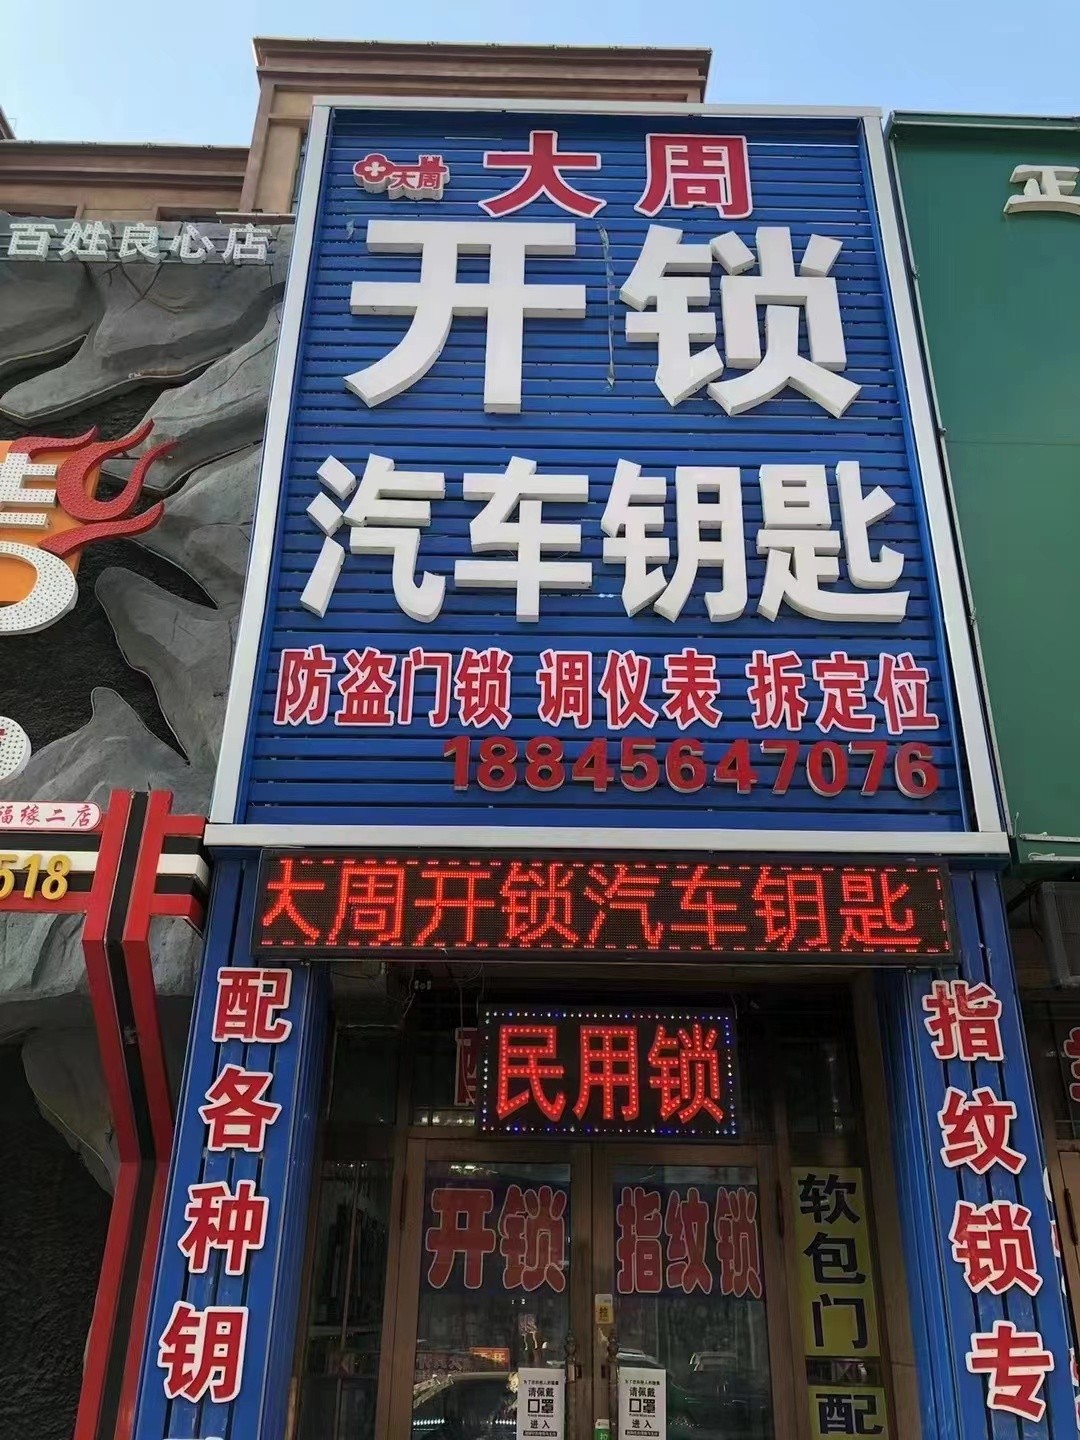 大周
大周
开锁
汽车钥匙
防盗门锁 调仪表 拆定位
18845647076
大周开锁汽车钥匙
民用锁
配各种钥
指纹锁专
开锁
指纹锁
软包门
配
请佩戴
口罩
进入
请佩戴
口罩
进入
百姓良心店
福缘二店
518
正